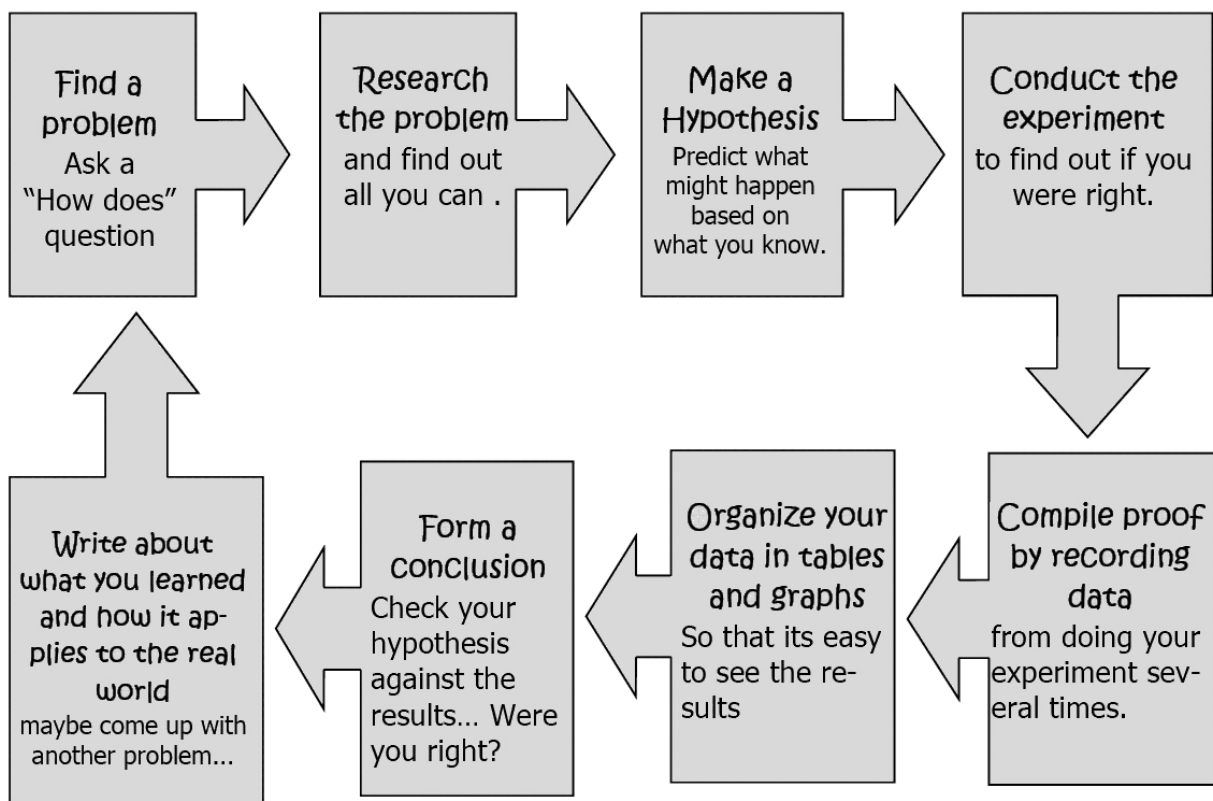 Find a
problem
Ask a
“How does”
question
Research
the problem
and find out
all you can .
Make a
Hypothesis
Predict what
might happen
based on
what you know.
Conduct the
experiment
to find out if you
were right.
Compile proof
by recording
data
from doing your
experiment sev-
eral times.
Organize your
data in tables
and graphs
So that its easy
to see the re-
sults
Form a
conclusion
Check your
hypothesis
against the
results... Were
you right?
Write about
what you learned
and how it ap-
plies to the real
world
maybe come up with
another problem...